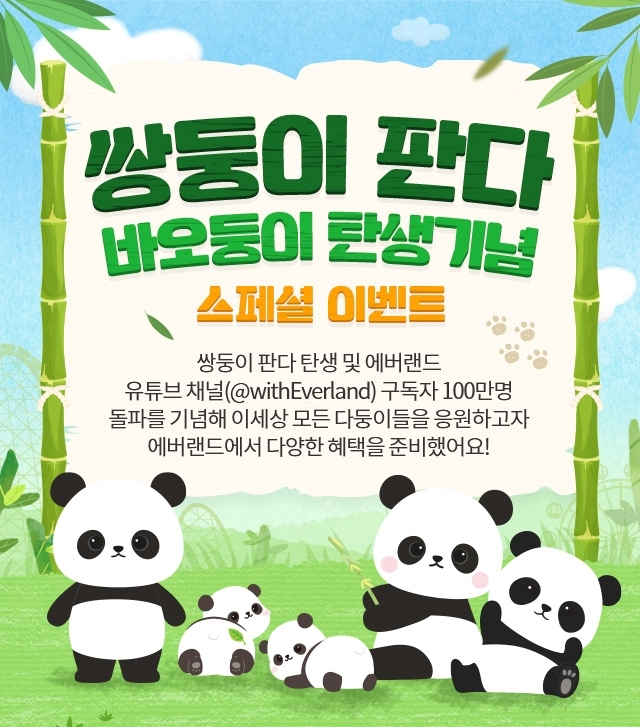 쌍둥이 판다
바오둥이 탄생기념
스페셜 이벤트
쌍둥이 판다 탄생 및 에버랜드
유튜브 채널(@withEverland) 구독자 100만명
돌파를 기념해 이세상 모든 다둥이들을 응원하고자
에버랜드에서 다양한 혜택을 준비했어요!